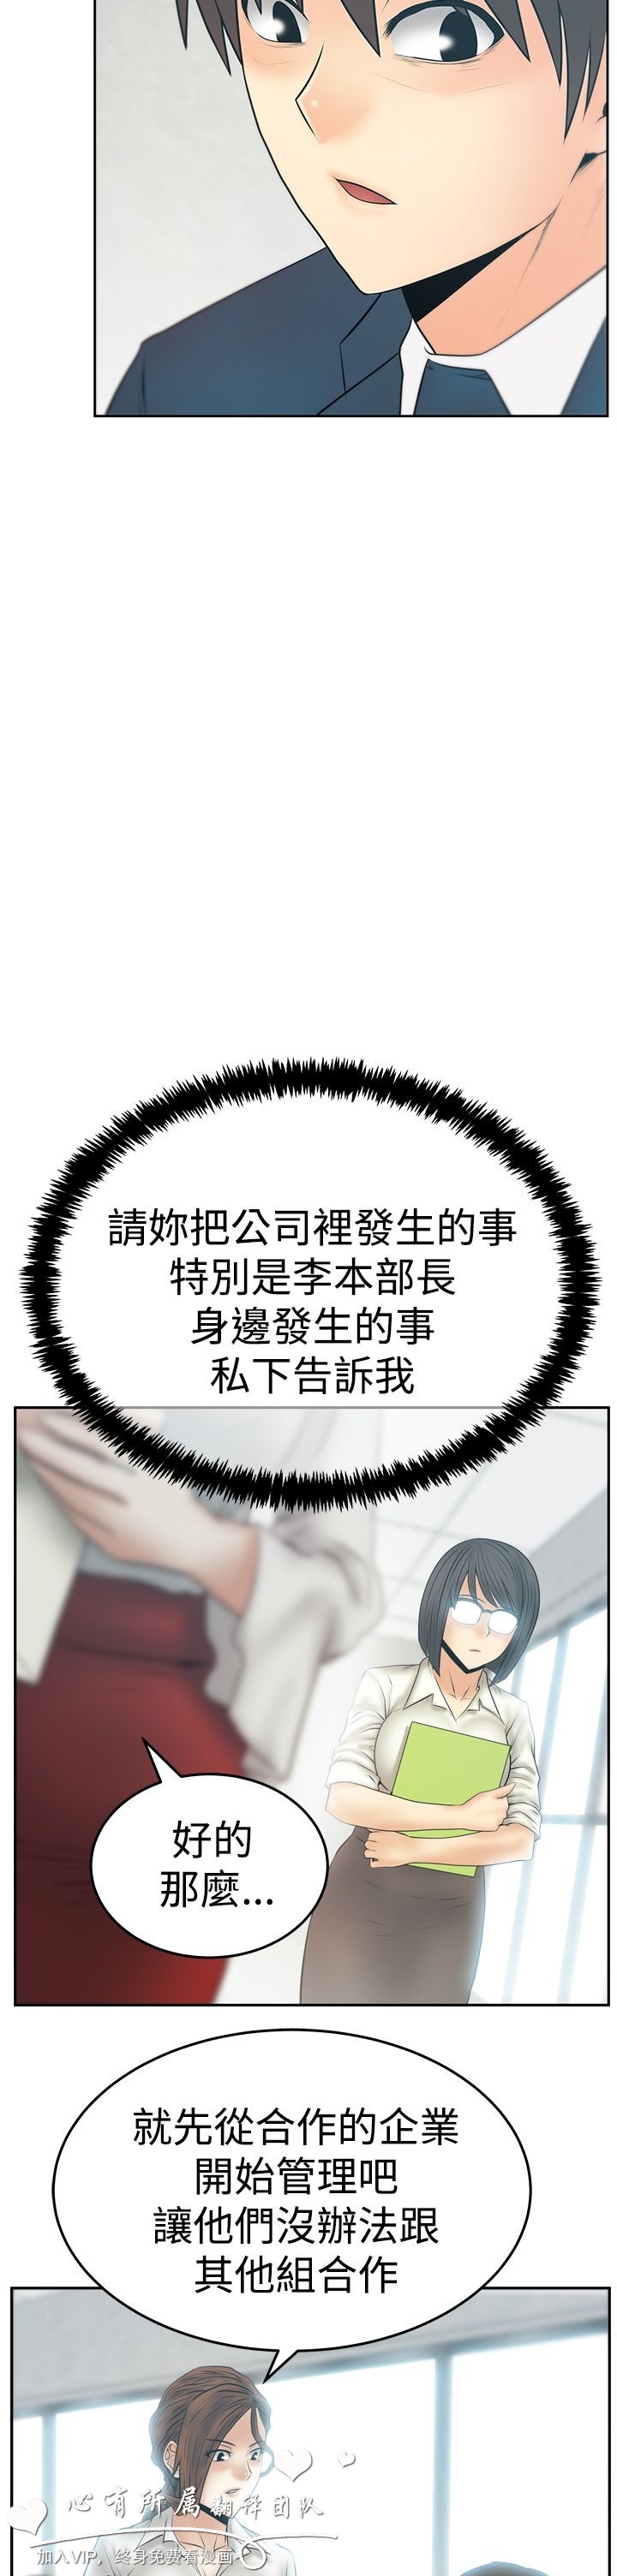 請妳把公司裡發生的事
特別是李本部長
身邊發生的事
私下告訴我
好的
那麼...
就先從合作的企業
開始管理吧
讓他們沒辦法跟
其他組合作
心有所属翻译团队
加入VIP，终身免费看漫画